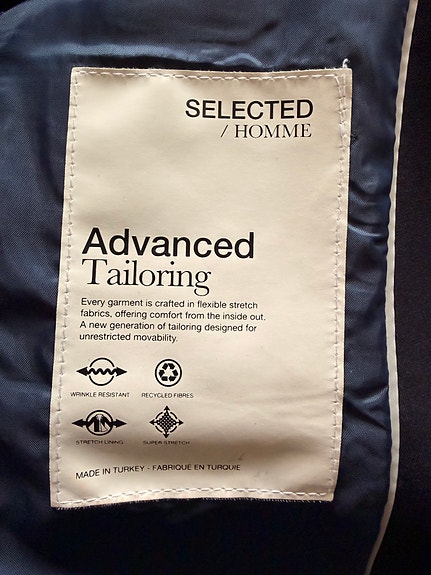 SELECTED
/ HOMME
Advanced
Tailoring
Every garment is crafted in flexible stretch
fabrics, offering comfort from the inside out.
A new generation of tailoring designed for
unrestricted movability.
WRINKLE RESISTANT RECYCLED FIBRES
STRETCH LINING SUPER STRETCH
MADE IN TURKEY - FABRIQUE EN TURQUIE